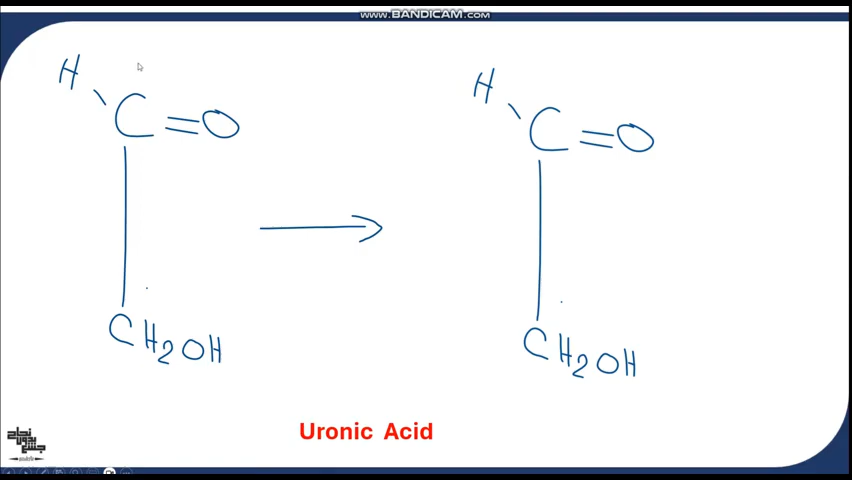 WWW.BANDICAM.COM
H
C=O
CH2OH
H
C=O
CH2OH
Uronic Acid